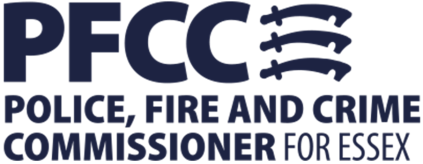 PFCC
POLICE, FIRE AND CRIME
COMMISSIONER FOR ESSEX